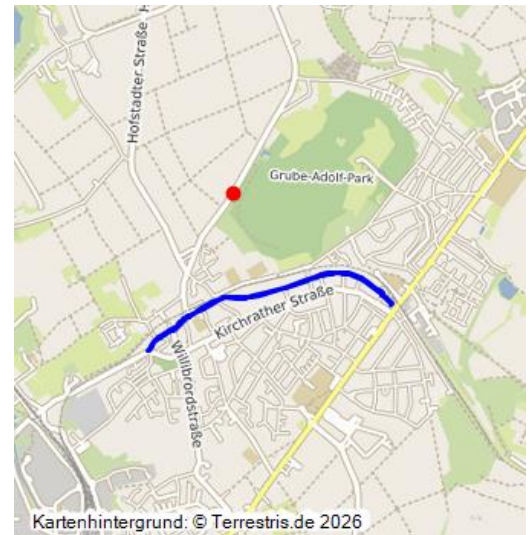 Hofstadter Straße
Grube-Adolf-Park
Kirchrather Straße
Willibrordstraße
Kartenhintergrund: © Terrestris.de 2026